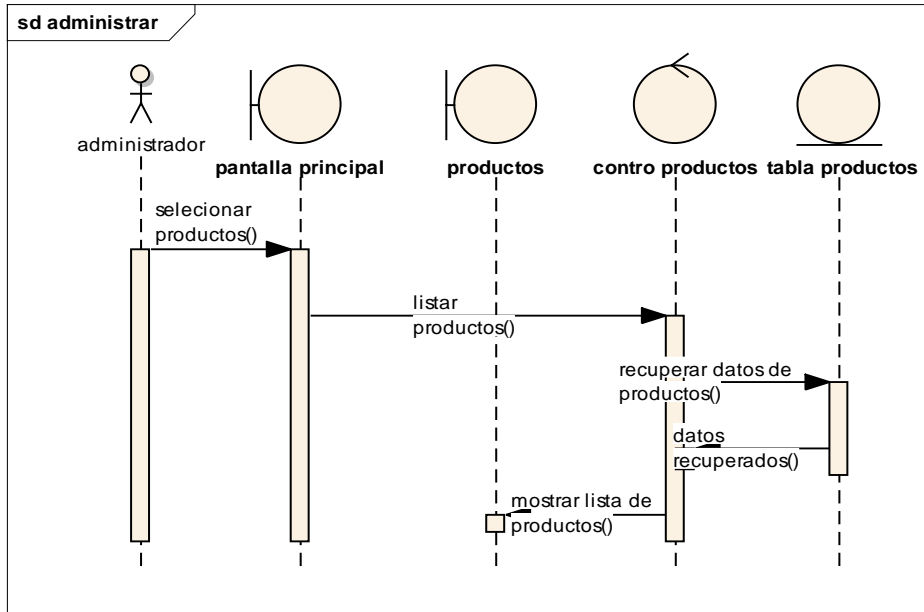 sd administrar
administrador
pantalla principal
productos
contro productos
tabla productos
selecionar
productos()
listar
productos()
recuperar datos de
productos()
datos
recuperados()
mostrar lista de
productos()